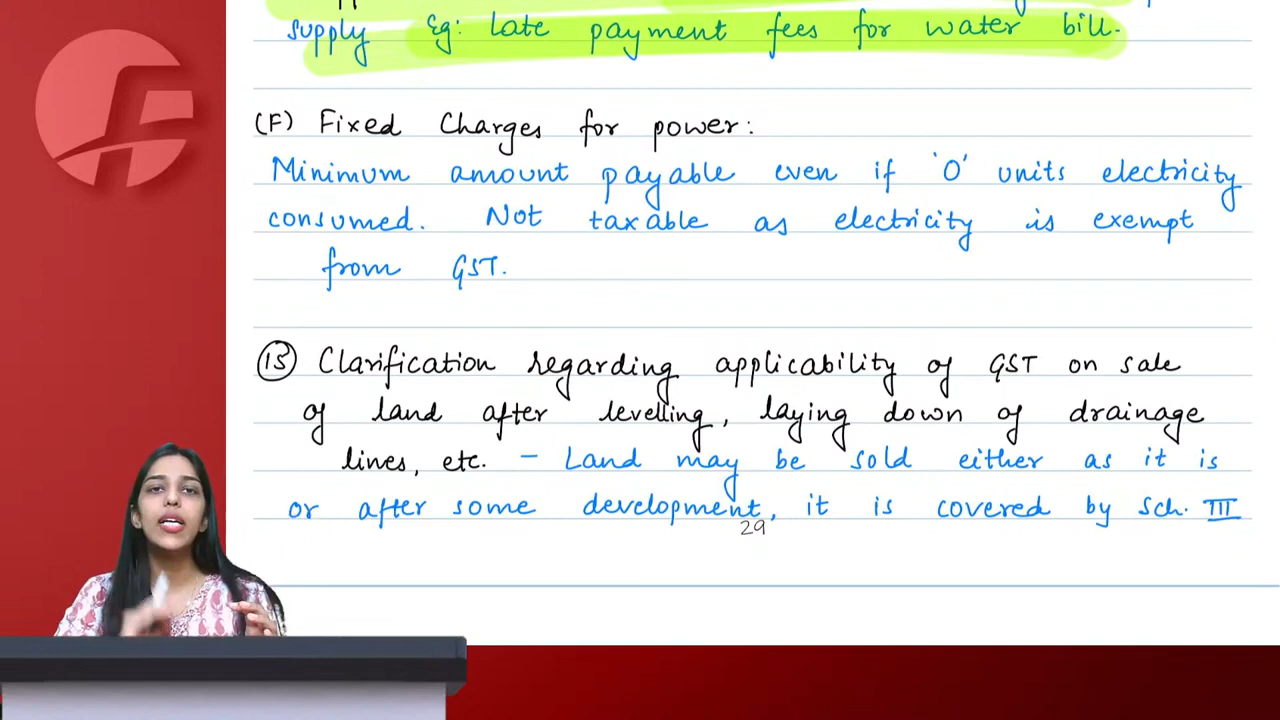 supply Eg: Late payment fees for water bill.
(F) Fixed Charges for power:
Minimum amount payable even if 'O' units electricity
consumed. Not taxable as electricity is exempt
from GST.
13 Clarification regarding applicability of GST on sale
of land after levelling, laying down of drainage
lines, etc. - Land may be sold either as it is
or after some development, it is covered by Sch. III
29